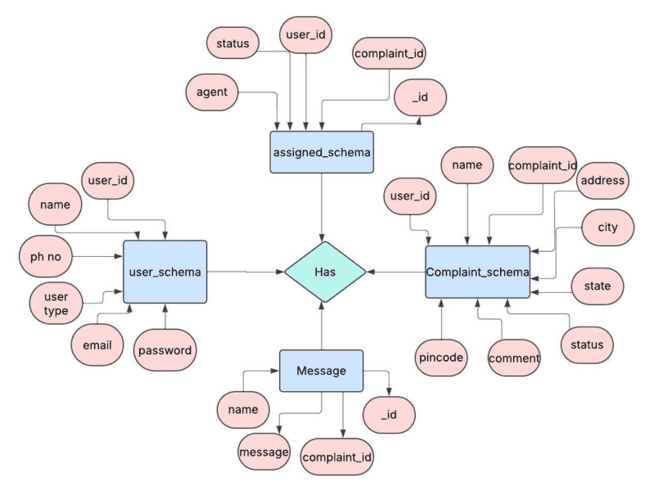 status
user_id
complaint_id
agent
_id
assigned_schema
user_id
name
ph no
user
type
email
password
user_schema
Has
user_id
name
complaint_id
address
city
state
status
comment
pincode
Complaint_schema
Message
name
message
complaint_id
_id